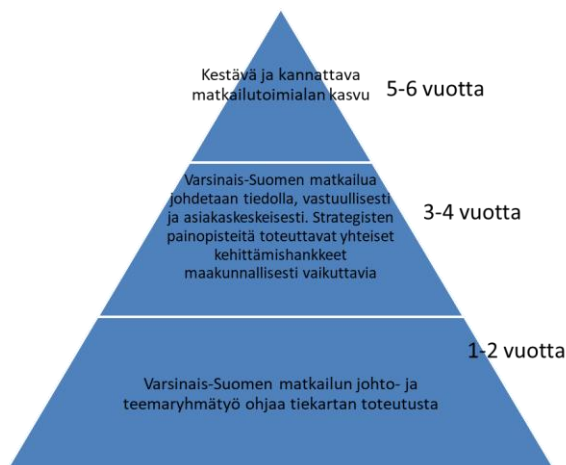 Kestävä ja kannattava
matkailutoimialan kasvu
5-6 vuotta
Varsinais-Suomen matkailua
johdetaan tiedolla, vastuullisesti
ja asiakaskeskeisesti. Strategisten
painopisteitä toteuttavat yhteiset
kehittämishankkeet
maakunnallisesti vaikuttavia
3-4 vuotta
1-2 vuotta
Varsinais-Suomen matkailun johto- ja
teemaryhmätyö ohjaa tiekartan toteutusta